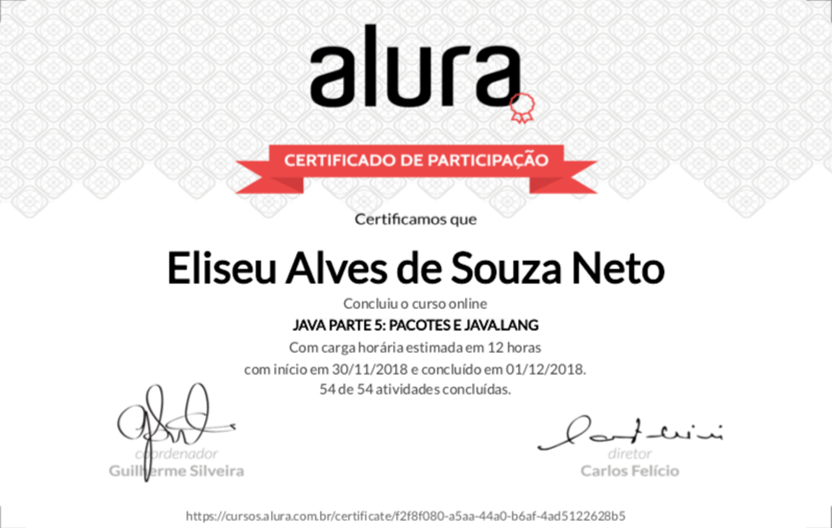 alura
CERTIFICADO DE PARTICIPAÇÃO
Certificamos que
Eliseu Alves de Souza Neto
Concluiu o curso online
JAVA PARTE 5: PACOTES E JAVA.LANG
Com carga horária estimada em 12 horas
com início em 30/11/2018 e concluído em 01/12/2018.
54 de 54 atividades concluídas.
coordenador
Guilherme Silveira
diretor
Carlos Felício
https://cursos.alura.com.br/certificate/f2f8f080-a5aa-44a0-b6af-4ad5122628b5